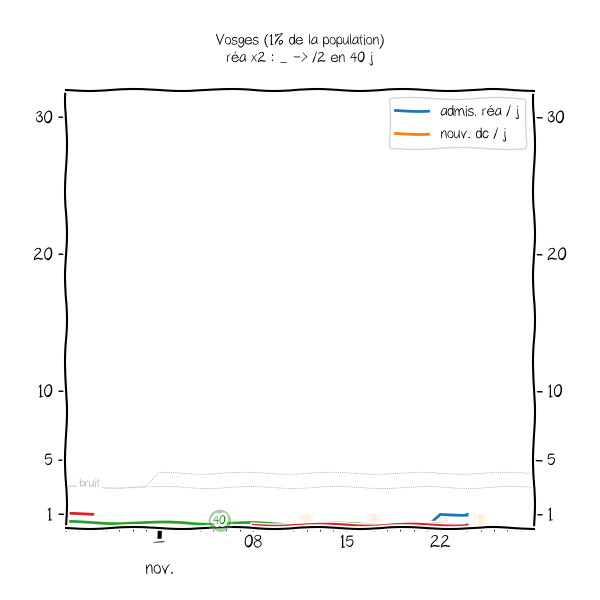 Vosges (1% de la population)
réa x2 : _ -> /2 en 40 j
admis. réa / j
nouv. dc / j
30
30
20
20
10
10
5
5
bruit
1
40
1
1
08
15
22
nov.